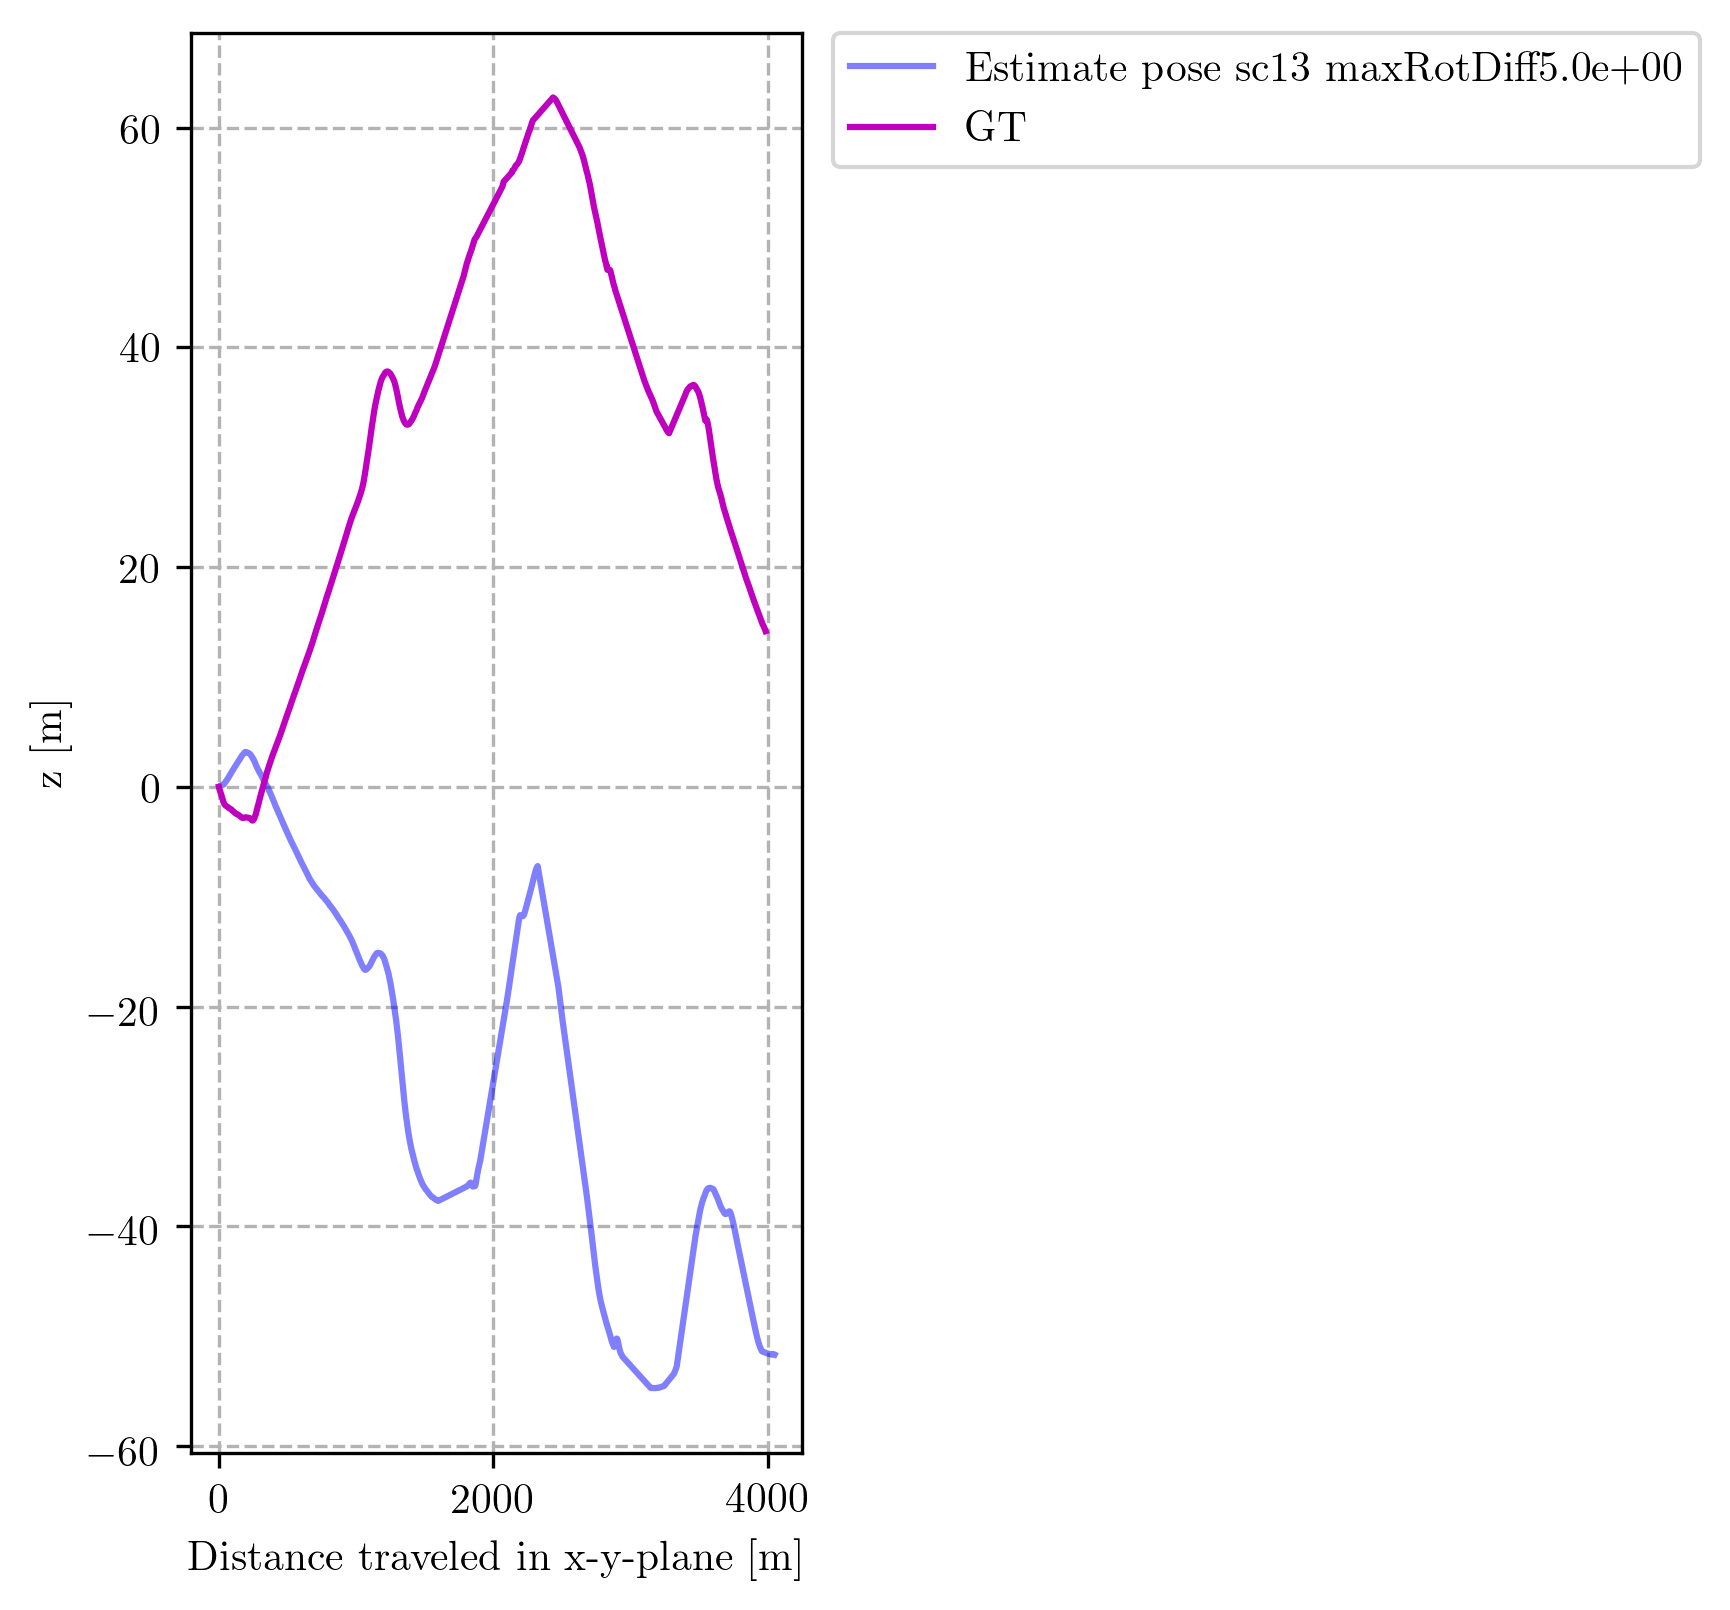 Estimate pose sc13 maxRotDiff5.0e+00
GT
60
40
20
0
−20
−40
−60
z [m]
0 2000 4000
Distance traveled in x-y-plane [m]